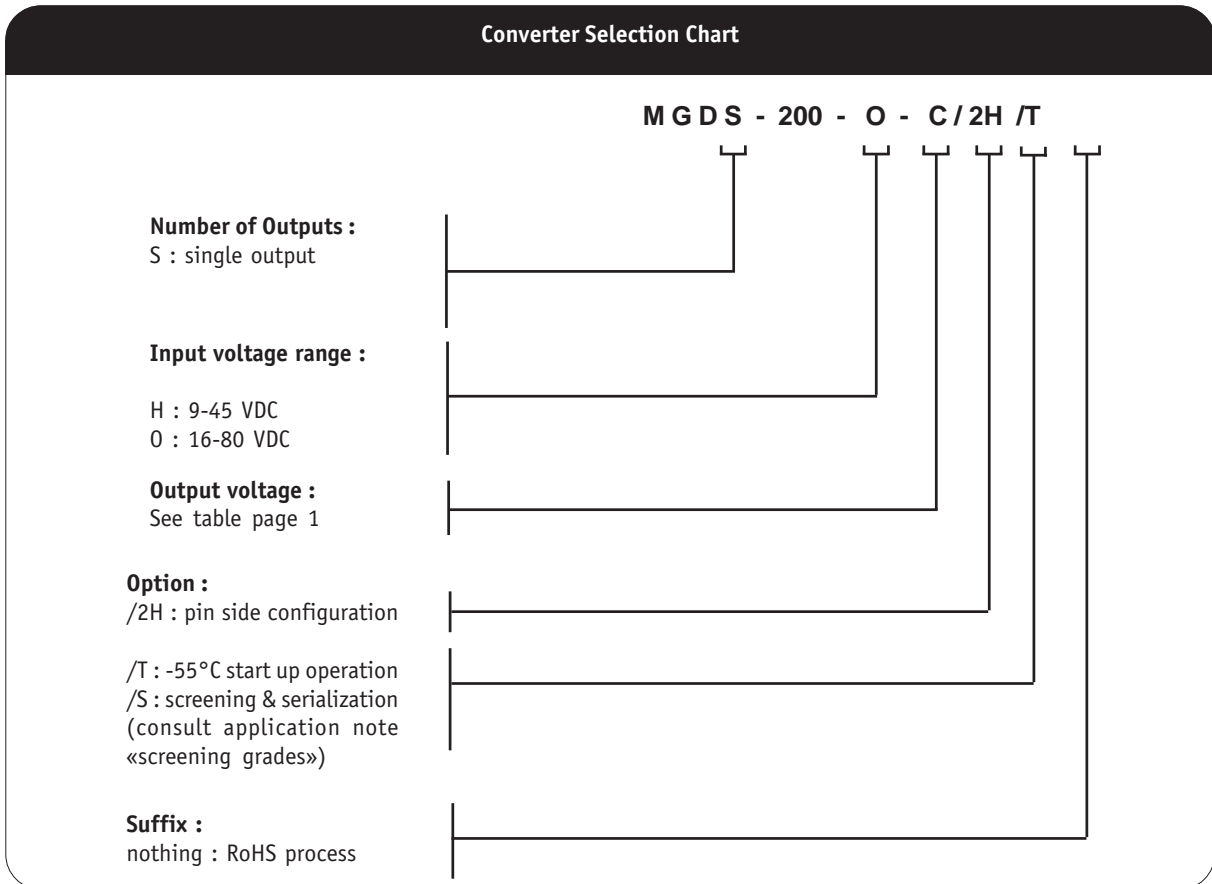 Converter Selection Chart
M G D S - 200 - O - C / 2H /T
Number of Outputs :
S : single output
Input voltage range :
H : 9-45 VDC
O : 16-80 VDC
Output voltage :
See table page 1
Option :
/2H : pin side configuration
/T : -55°C start up operation
/S : screening & serialization
(consult application note
«screening grades»)
Suffix :
nothing : RoHS process